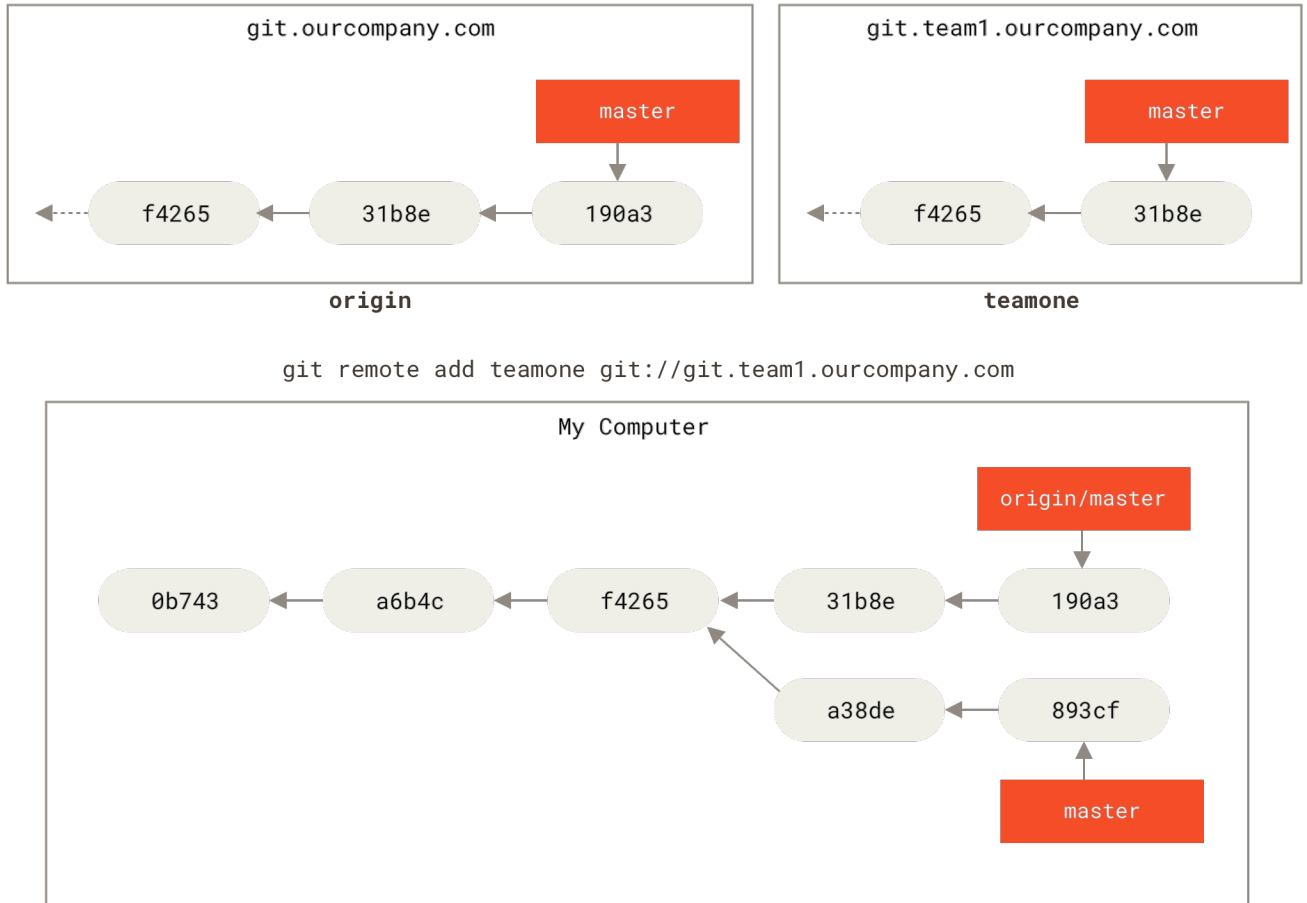 git.ourcompany.com
master
f4265
31b8e
190a3
origin
git.team1.ourcompany.com
master
f4265
31b8e
teamone
git remote add teamone git://git.team1.ourcompany.com
My Computer
origin/master
0b743
a6b4c
f4265
31b8e
190a3
a38de
893cf
master